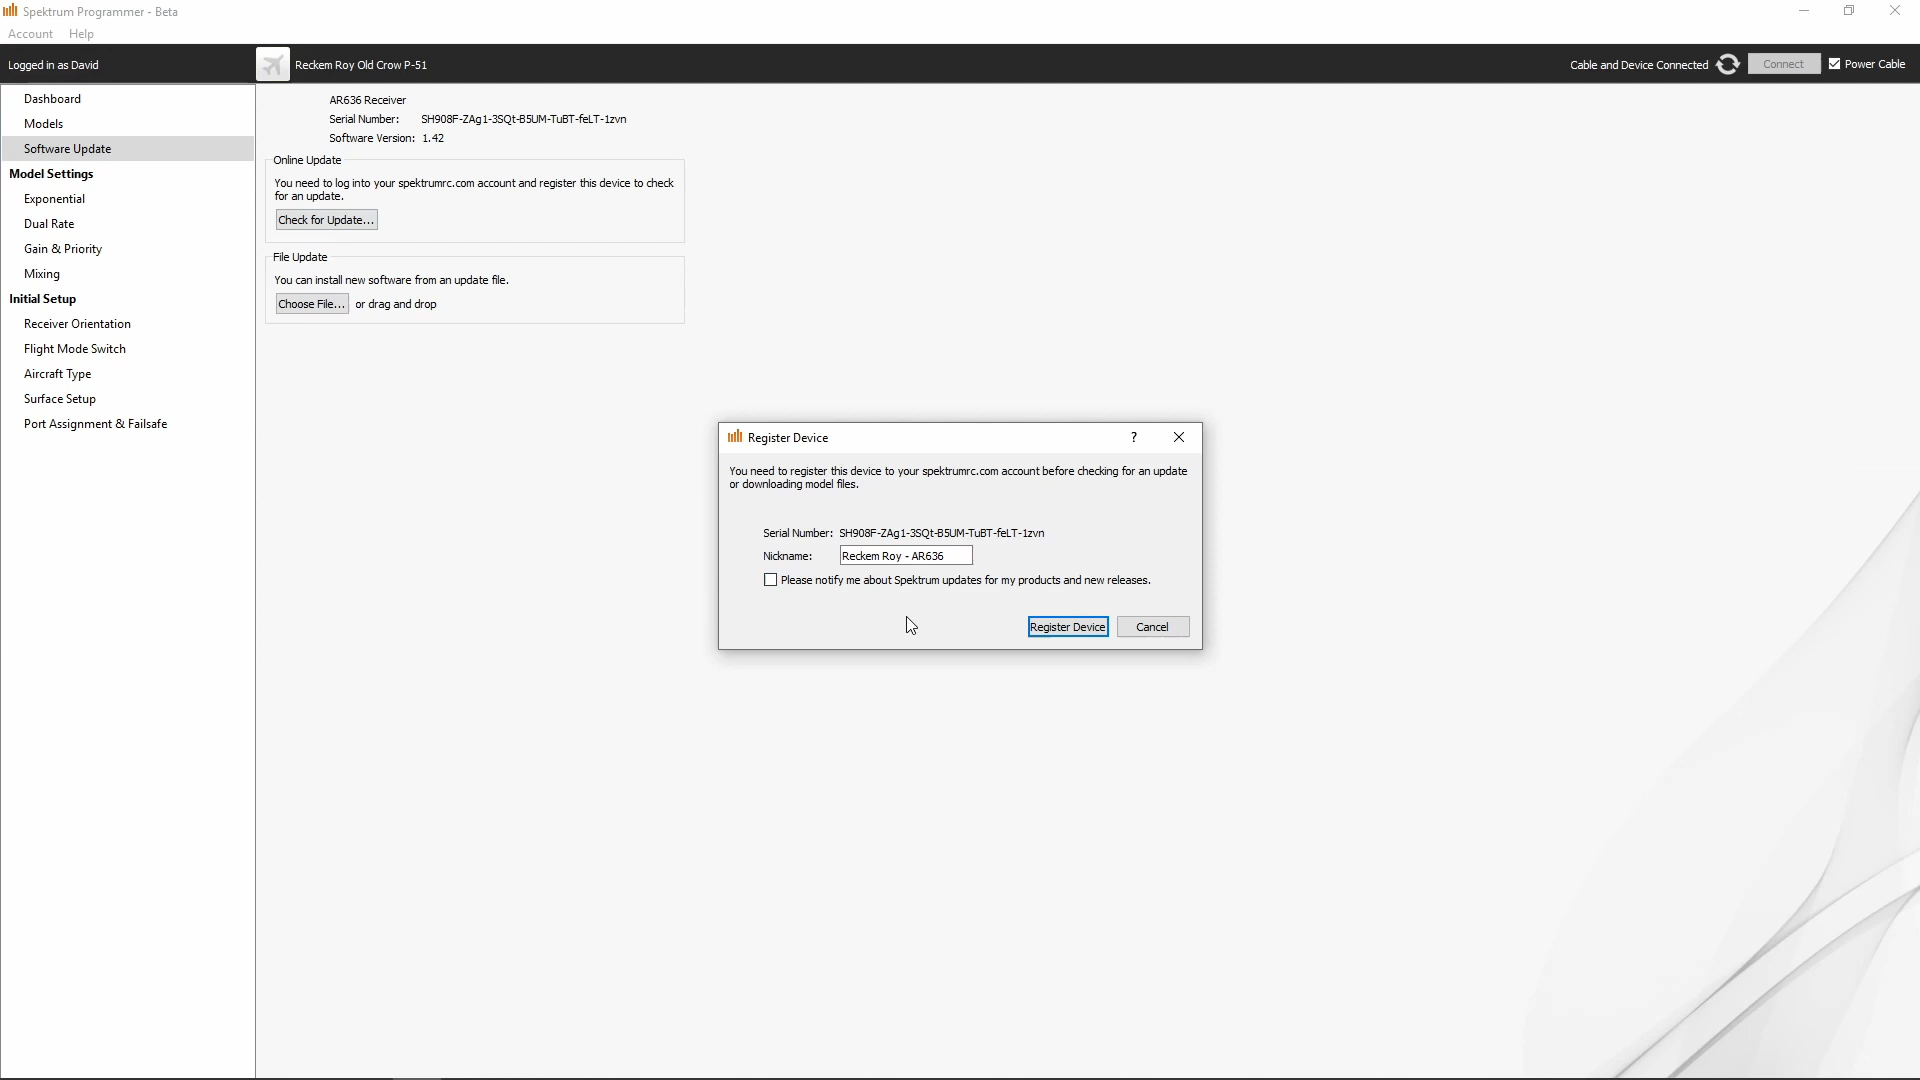 Spektrum Programmer - Beta
Account Help
Logged in as David
Reckem Roy Old Crow P-51
Cable and Device Connected
Connect
Power Cable
Dashboard
Models
Software Update
Model Settings
Exponential
Dual Rate
Gain & Priority
Mixing
Initial Setup
Receiver Orientation
Flight Mode Switch
Aircraft Type
Surface Setup
Port Assignment & Failsafe
AR636 Receiver
Serial Number: SH908F-ZAg1-3SQt-B5UM-TuBT-feLT-1zvn
Software Version: 1.42
Online Update
You need to log into your spektrumrc.com account and register this device to check
for an update.
Check for Update...
File Update
You can install new software from an update file.
Choose File... or drag and drop
Register Device
?
You need to register this device to your spektrumrc.com account before checking for an update
or downloading model files.
Serial Number: SH908F-ZAg1-3SQt-B5UM-TuBT-feLT-1zvn
Nickname: Reckem Roy - AR636
Please notify me about Spektrum updates for my products and new releases.
Register Device
Cancel